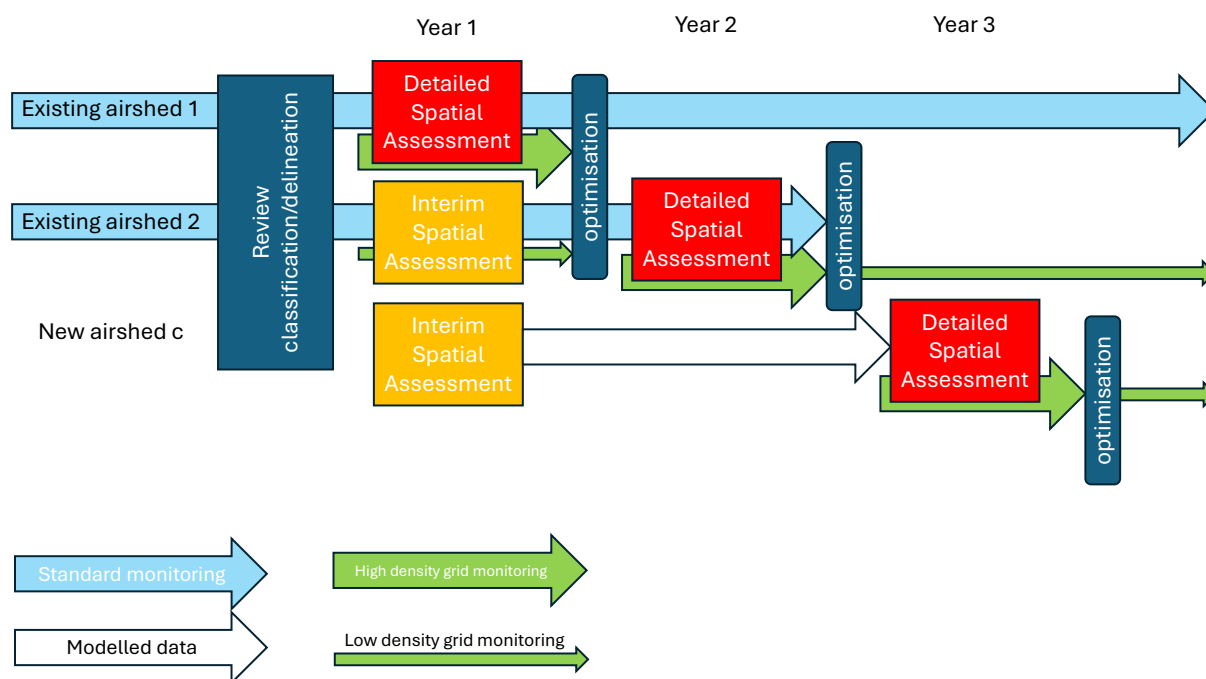 Year 1
Year 2
Year 3
Existing airshed 1
Existing airshed 2
New airshed c
Review
classification/delineation
Detailed
Spatial
Assessment
Interim
Spatial
Assessment
Interim
Spatial
Assessment
optimisation
Detailed
Spatial
Assessment
optimisation
Detailed
Spatial
Assessment
optimisation
Standard monitoring
High density grid monitoring
Modelled data
Low density grid monitoring